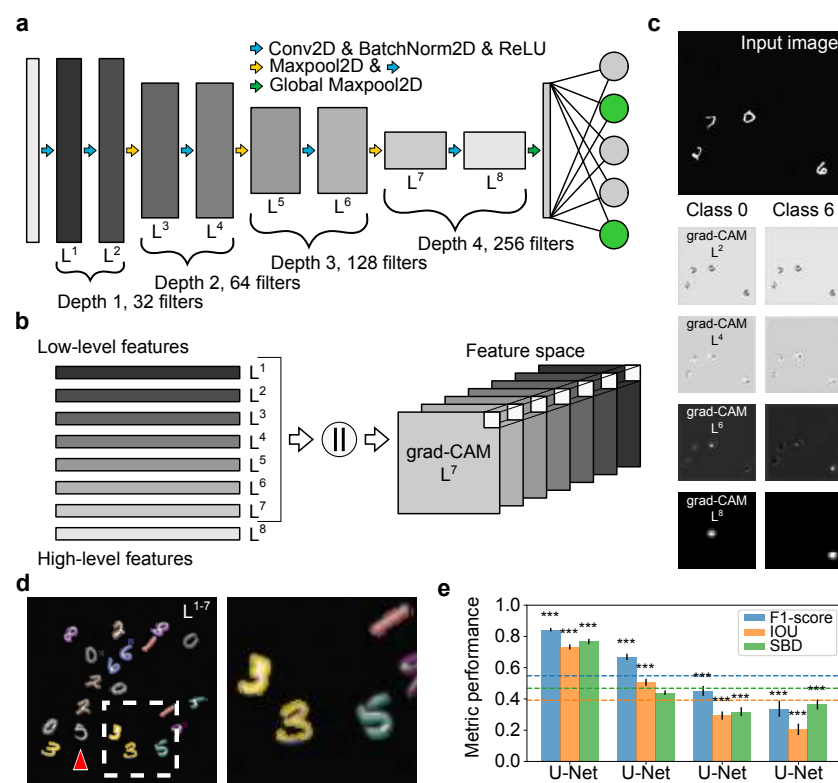 a
Conv2D & BatchNorm2D & ReLU
Maxpool2D &
Global Maxpool2D
L1
L2
L3
L4
L5
L6
L7
L8
Depth 1, 32 filters
Depth 2, 64 filters
Depth 3, 128 filters
Depth 4, 256 filters
b
Low-level features
L1
L2
L3
L4
L5
L6
L7
L8
High-level features
Feature space
grad-CAM
L7
c
Input image
7 0
2
6
Class 0 Class 6
grad-CAM
L2
grad-CAM
L4
grad-CAM
L6
grad-CAM
L8
d
L1-7
e
Metric performance
1.0
0.8
0.6
0.4
0.2
0.0
*** *** ***
*** ***
*** *** ***
*** *** ***
F1-score
IOU
SBD
U-Net U-Net U-Net U-Net